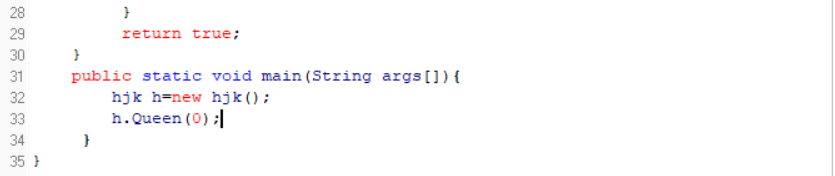 28            }
29            return true;
30     }
31     public static void main(String args[]){
32         hjk h=new hjk();
33         h.Queen(0);
34      }
35 }